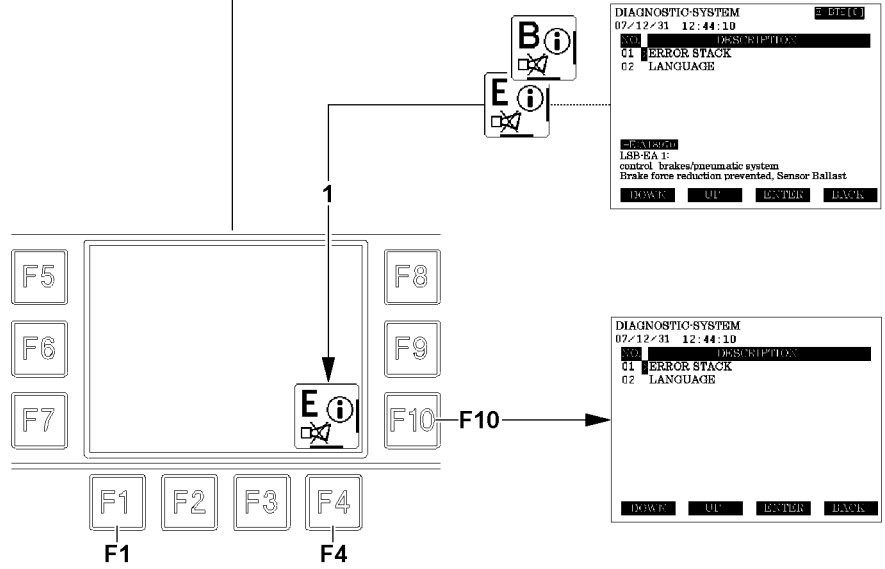 DIAGNOSTIC-SYSTEM
07/12/31 12:44:10
NO. DESCRIPTION
01 ERROR STACK
02 LANGUAGE
LSB-EA 1:
control brakes/pneumatic system
Brake force reduction prevented, Sensor Ballast
DOWN UP ENTER BACK
B i
E i
1
F5
F6
F7
F8
F9
F10
E i
F10
F1 F2 F3 F4
F1 F4
DIAGNOSTIC-SYSTEM
07/12/31 12:44:10
NO. DESCRIPTION
01 ERROR STACK
02 LANGUAGE
DOWN UP ENTER BACK